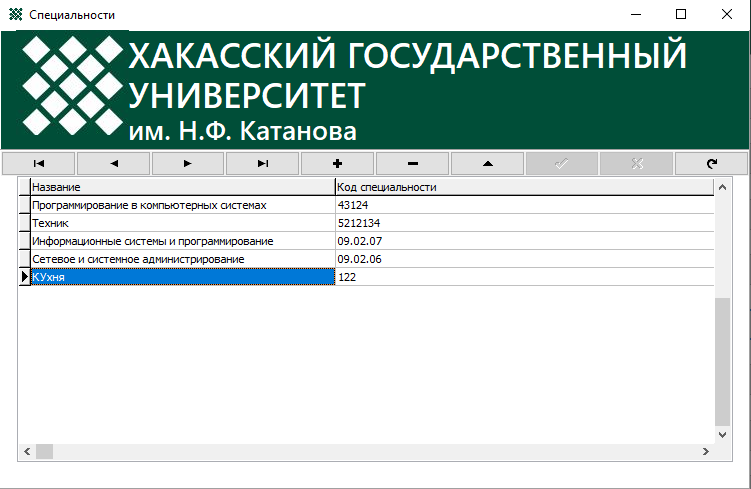 Специальности
ХАКАССКИЙ ГОСУДАРСТВЕННЫЙ
УНИВЕРСИТЕТ
им. Н.Ф. Катанова
Название Код специальности
Программирование в компьютерных системах 43124
Техник 5212134
Информационные системы и программирование 09.02.07
Сетевое и системное администрирование 09.02.06
КУхня 122